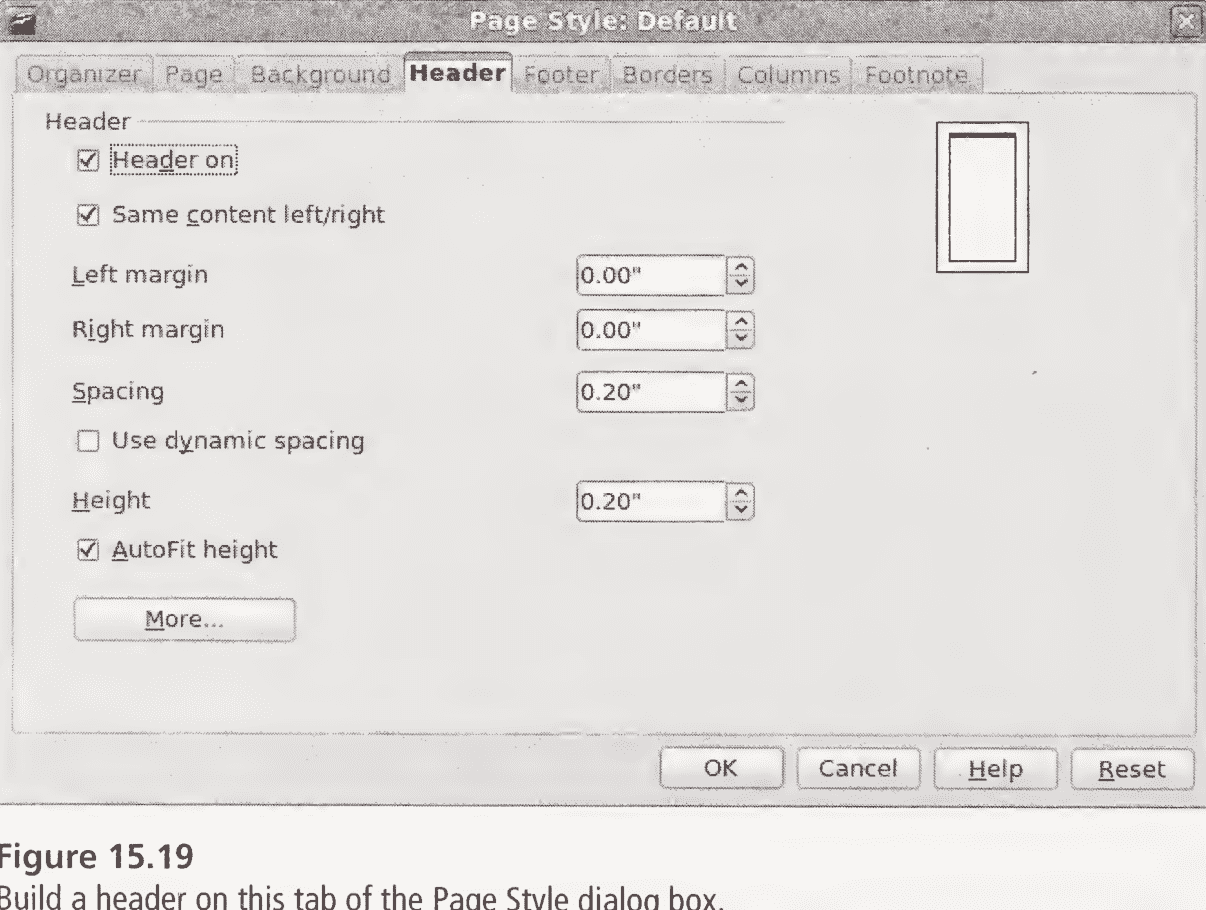 Page Style: Default
Organizer Page Background Header Footer Borders Columns Footnote
Header
Header on
Same content left/right
Left margin 0.00"
Right margin 0.00"
Spacing 0.20"
Use dynamic spacing
Height 0.20"
AutoFit height
More...
OK Cancel Help Reset
Figure 15.19
Build a header on this tab of the Page Style dialog box.